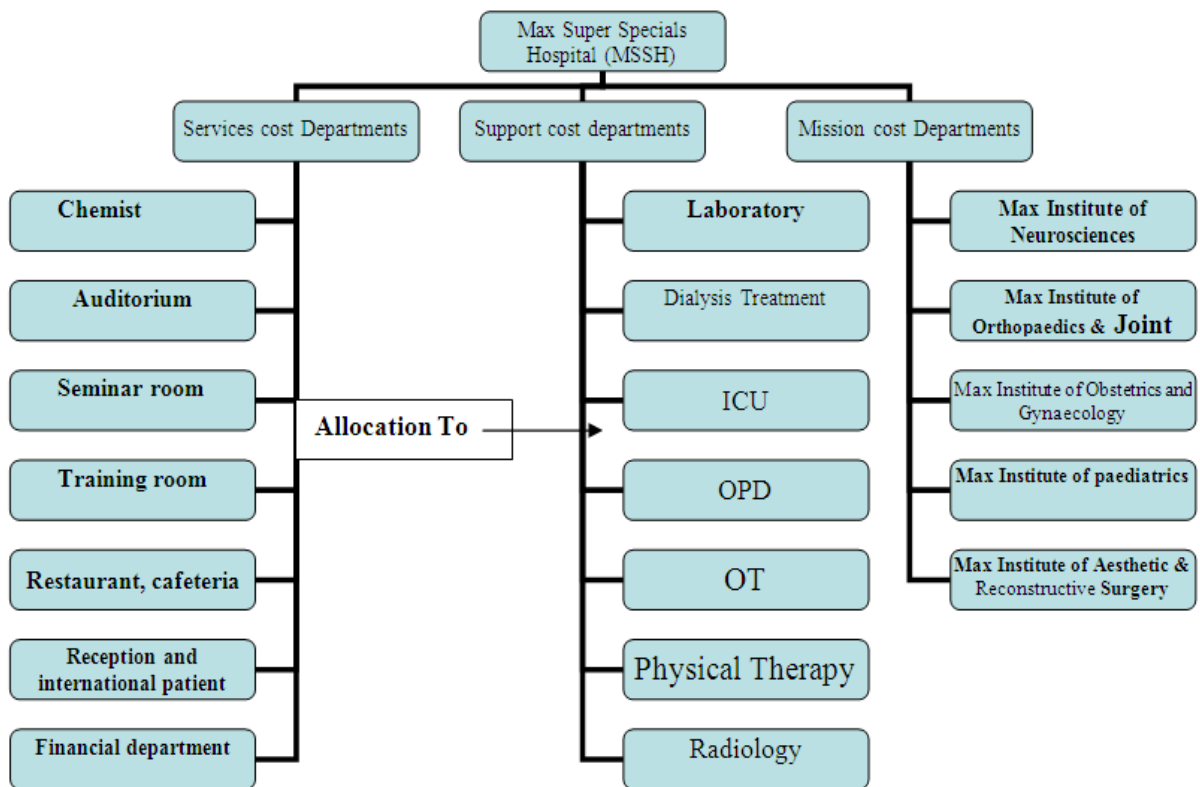 Max Super Specials
Hospital (MSSH)
Services cost Departments
Support cost departments
Mission cost Departments
Chemist
Auditorium
Seminar room
Training room
Restaurant, cafeteria
Reception and
international patient
Financial department
Allocation To
Laboratory
Dialysis Treatment
ICU
OPD
OT
Physical Therapy
Radiology
Max Institute of
Neurosciences
Max Institute of
Orthopaedics & Joint
Max Institute of Obstetrics and
Gynaecology
Max Institute of paediatrics
Max Institute of Aesthetic &
Reconstructive Surgery